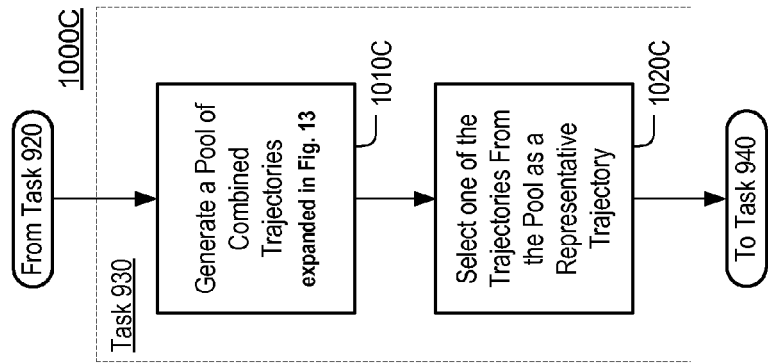 From Task 920
1000C
Task 930
Generate a Pool of
Combined
Trajectories
expanded in Fig. 13
1010C
Select one of the
Trajectories From
the Pool as a
Representative
Trajectory
1020C
To Task 940